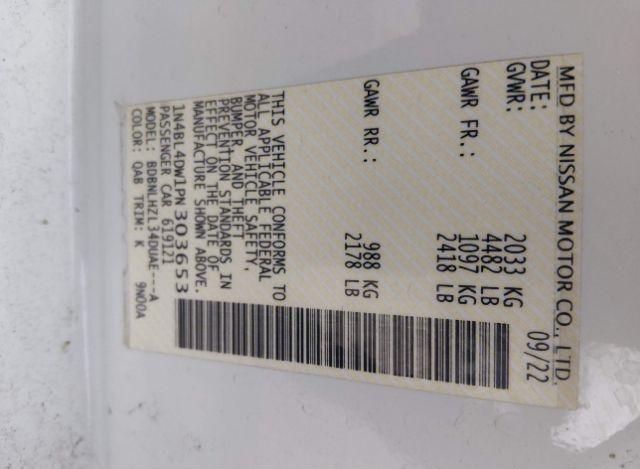 MFD BY NISSAN MOTOR CO., LTD.
DATE: 09/22
GVWR: 2033 KG
4482 LB
GAWR FR.: 1097 KG
2418 LB
GAWR RR.: 988 KG
2178 LB
THIS VEHICLE CONFORMS TO
ALL APPLICABLE FEDERAL
MOTOR VEHICLE SAFETY,
BUMPER, AND THEFT
PREVENTION STANDARDS IN
EFFECT ON THE DATE OF
MANUFACTURE SHOWN ABOVE.
1N4BL4DW1PN303653
PASSENGER CAR 619121
MODEL: BDBNLHZL34DUAE---A
COLOR: QAB TRIM: K 9N00A